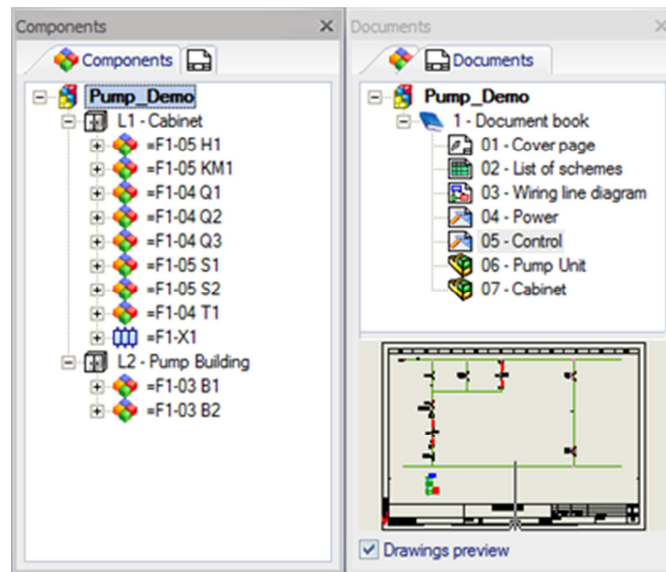 Components
Components
Pump_Demo
L1 - Cabinet
=F1-05 H1
=F1-05 KM1
=F1-04 Q1
=F1-04 Q2
=F1-04 Q3
=F1-05 S1
=F1-05 S2
=F1-04 T1
=F1-X1
L2 - Pump Building
=F1-03 B1
=F1-03 B2
Documents
Documents
Pump_Demo
1 - Document book
01 - Cover page
02 - List of schemes
03 - Wiring line diagram
04 - Power
05 - Control
06 - Pump Unit
07 - Cabinet
Drawings preview